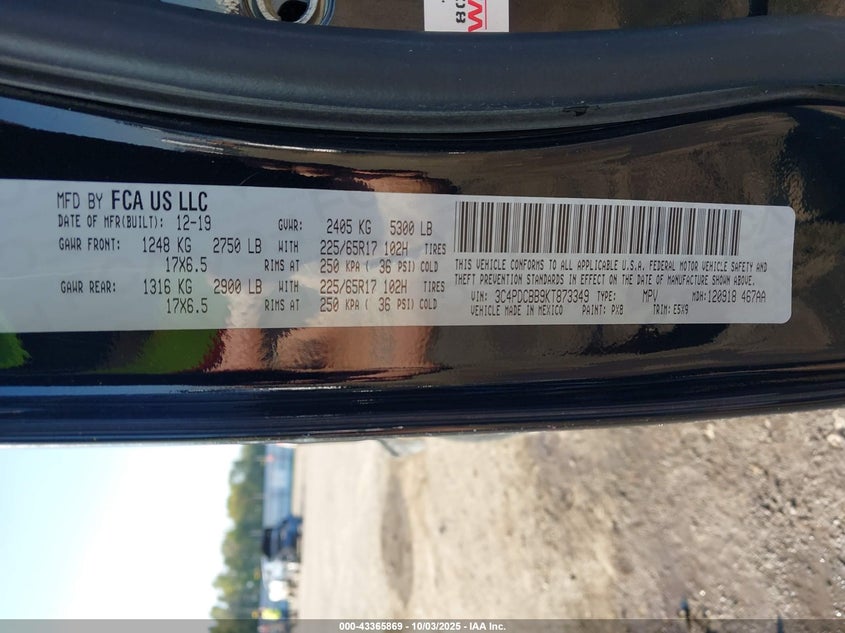 08
MFD BY FCA US LLC
DATE OF MFR(BUILT): 12-19 GVWR: 2405 KG 5300 LB
GAWR FRONT: 1248 KG 2750 LB WITH 225/65R17 102H TIRES
17X6.5 RIMS AT 250 KPA ( 36 PSI) COLD
GAWR REAR: 1316 KG 2900 LB WITH 225/65R17 102H TIRES
17X6.5 RIMS AT 250 KPA ( 36 PSI) COLD
THIS VEHICLE CONFORMS TO ALL APPLICABLE U.S.A. FEDERAL MOTOR VEHICLE SAFETY AND
THEFT PREVENTION STANDARDS IN EFFECT ON THE DATE OF MANUFACTURE SHOWN ABOVE.
VIN: 3C4PDCBB9KT873349 TYPE: MPV MDH: 120918 467AA
VEHICLE MADE IN MEXICO PAINT: PXB TRIM: E5X9
000-43365869 | 10/03/2025 | IAA Inc.